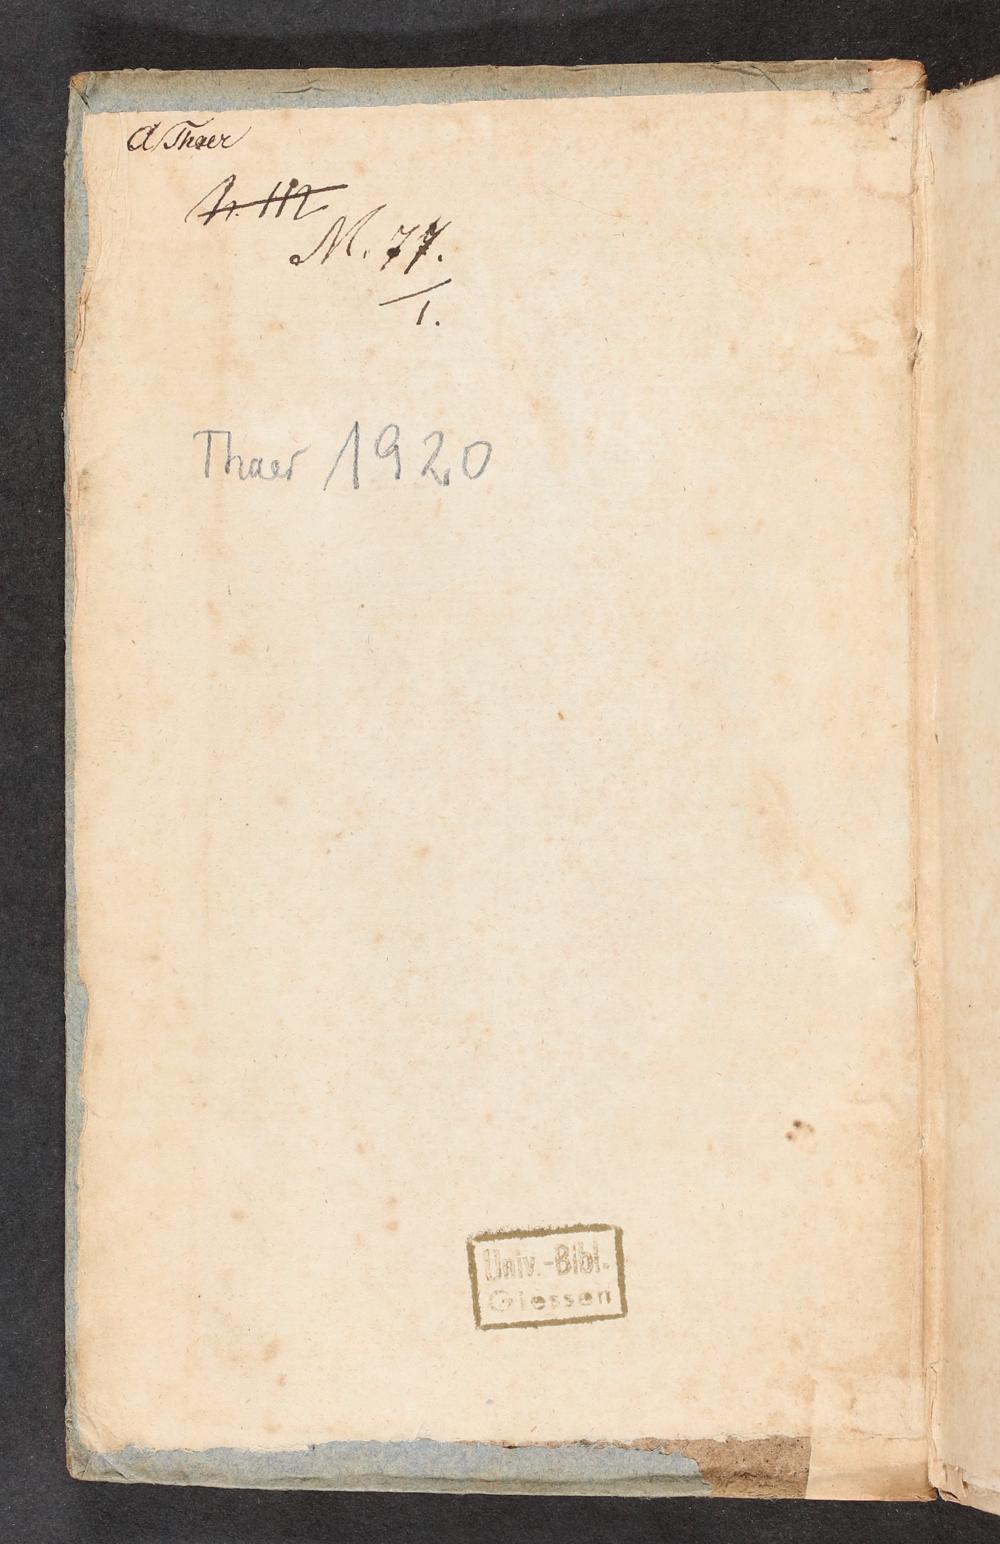 A Thaer
M. 77.
1.
Thaer 1920
Univ.-Bibl.
Giessen